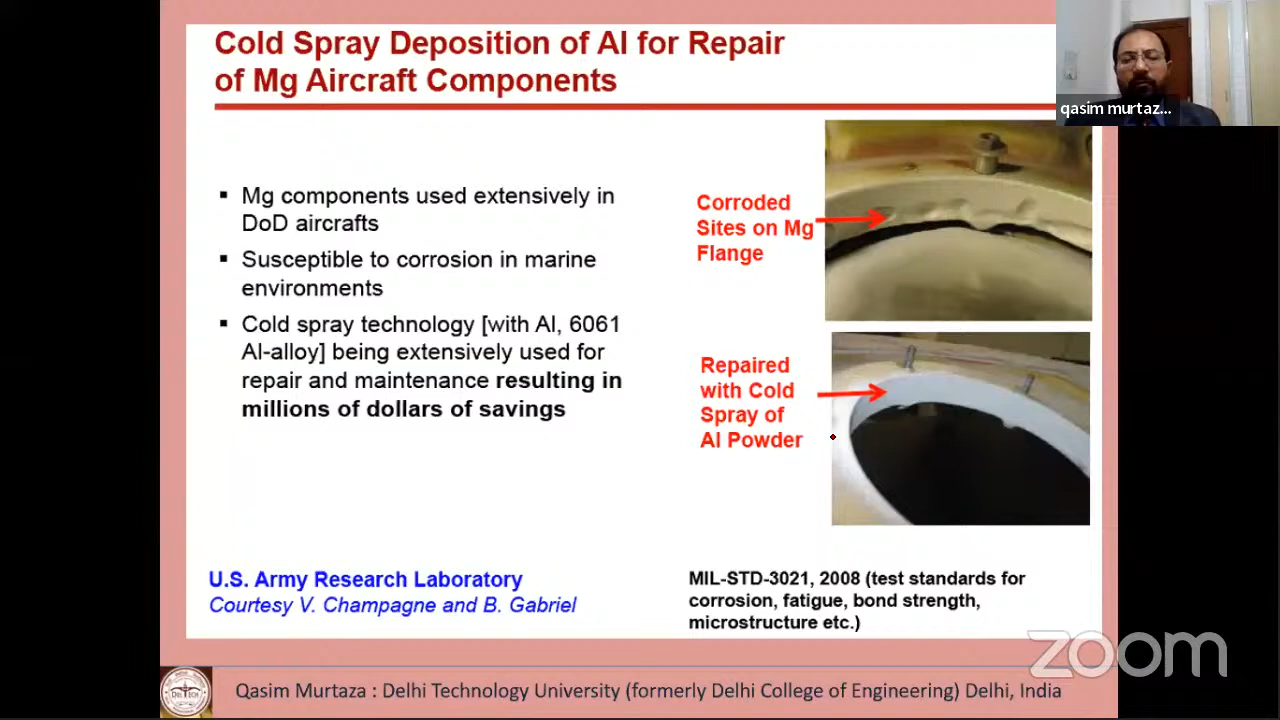 Cold Spray Deposition of Al for Repair
of Mg Aircraft Components
qasim murtaz...
▪ Mg components used extensively in
DoD aircrafts
▪ Susceptible to corrosion in marine
environments
▪ Cold spray technology [with Al, 6061
Al-alloy] being extensively used for
repair and maintenance resulting in
millions of dollars of savings
Corroded
Sites on Mg
Flange
Repaired
with Cold
Spray of
Al Powder
U.S. Army Research Laboratory
Courtesy V. Champagne and B. Gabriel
MIL-STD-3021, 2008 (test standards for
corrosion, fatigue, bond strength,
microstructure etc.)
zoom
Qasim Murtaza : Delhi Technology University (formerly Delhi College of Engineering) Delhi, India